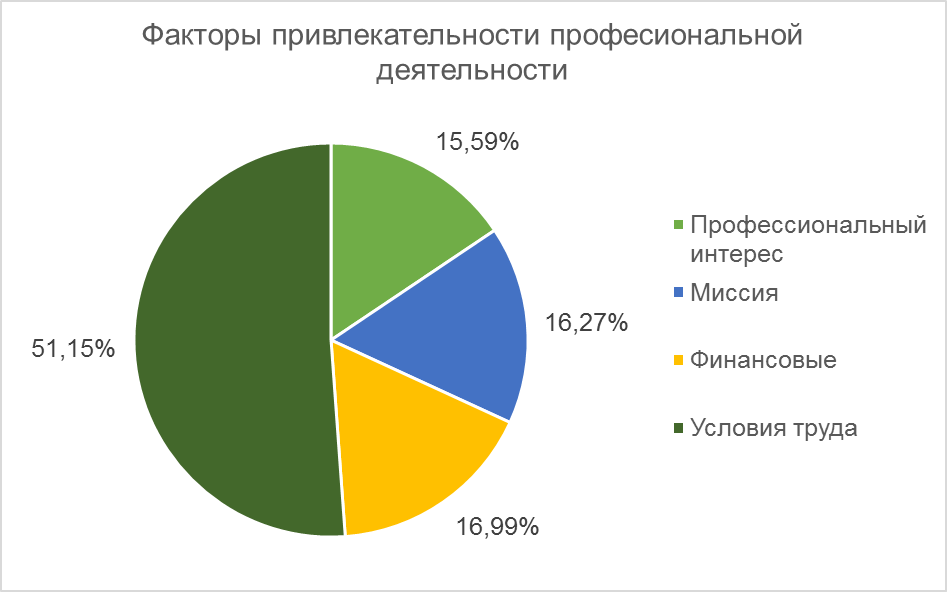 Факторы привлекательности професиональной
деятельности
15,59%
16,27%
16,99%
51,15%
Профессиональный
интерес
Миссия
Финансовые
Условия труда